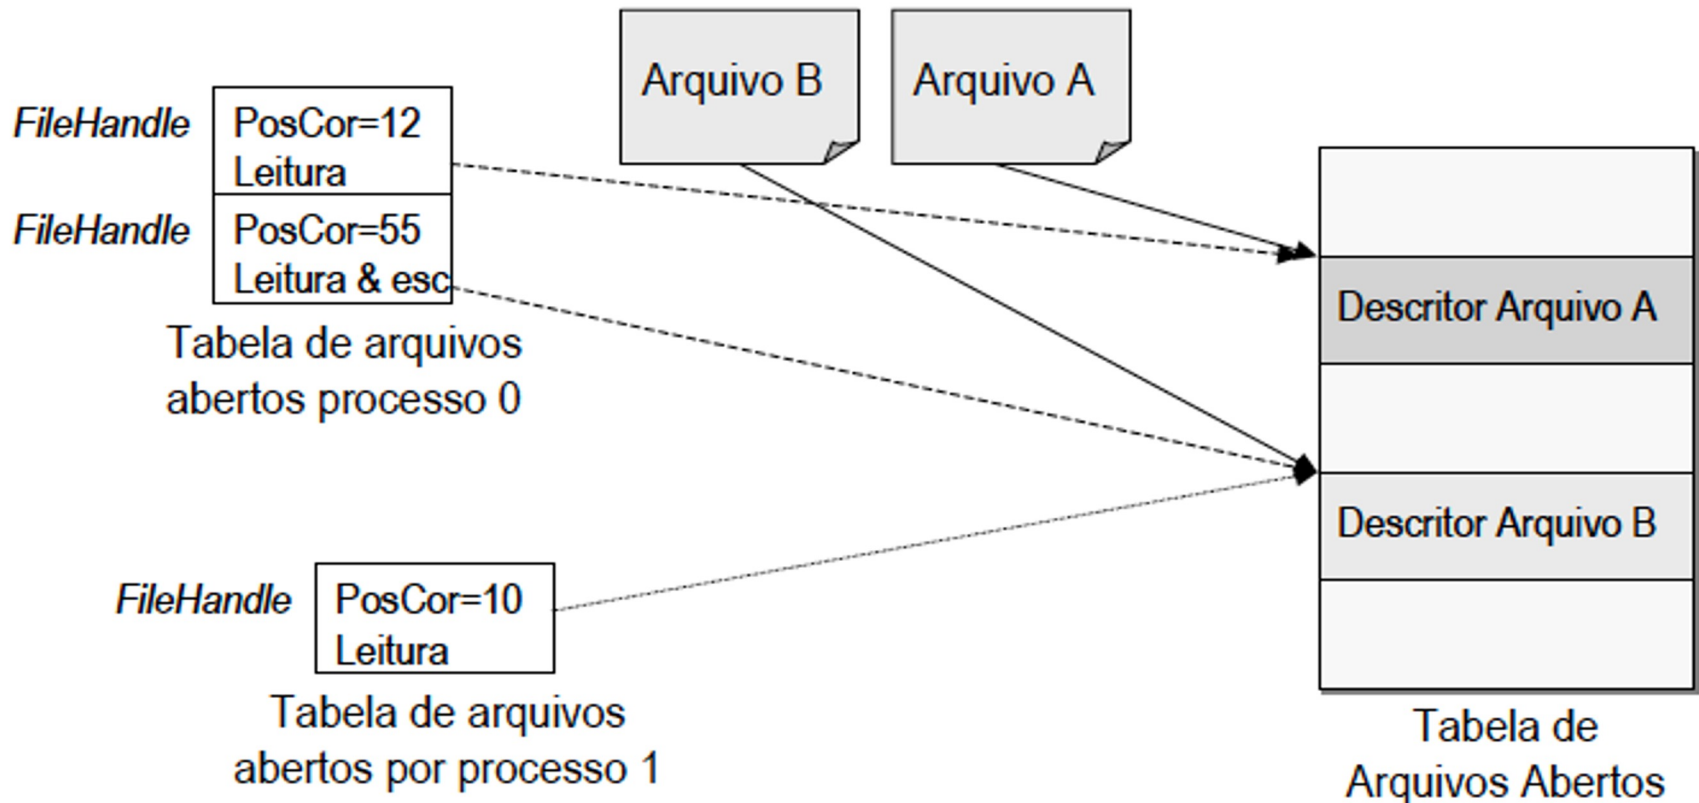 Arquivo B
Arquivo A
FileHandle
PosCor=12
Leitura
FileHandle
PosCor=55
Leitura & esc
Tabela de arquivos
abertos processo 0
Descritor Arquivo A
Descritor Arquivo B
FileHandle
PosCor=10
Leitura
Tabela de arquivos
abertos por processo 1
Tabela de
Arquivos Abertos